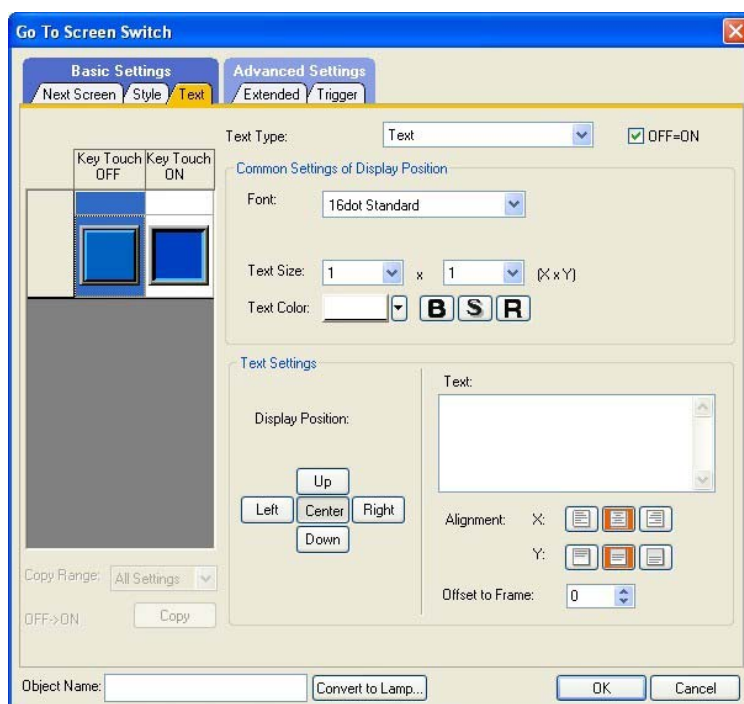 Go To Screen Switch
Basic Settings
Advanced Settings
Next Screen
Style
Text
Extended
Trigger
Text Type:
Text
OFF=ON
Key Touch OFF
Key Touch ON
Common Settings of Display Position
Font:
16dot Standard
Text Size:
1
x
1
(X x Y)
Text Color:
B
S
R
Text Settings
Display Position:
Up
Left
Center
Right
Down
Text:
Alignment:
X:
Y:
Offset to Frame:
0
Copy Range:
All Settings
OFF->ON
Copy
Object Name:
Convert to Lamp...
OK
Cancel